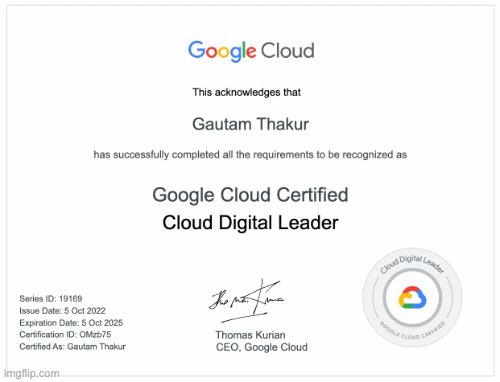 Google Cloud
This acknowledges that
Gautam Thakur
has successfully completed all the requirements to be recognized as
Google Cloud Certified
Cloud Digital Leader
Cloud Digital Leader
GOOGLE CLOUD CERTIFIED
Series ID: 19169
Issue Date: 5 Oct 2022
Expiration Date: 5 Oct 2025
Certification ID: OMzb75
Certified As: Gautam Thakur
Thomas Kurian
CEO, Google Cloud
imgflip.com